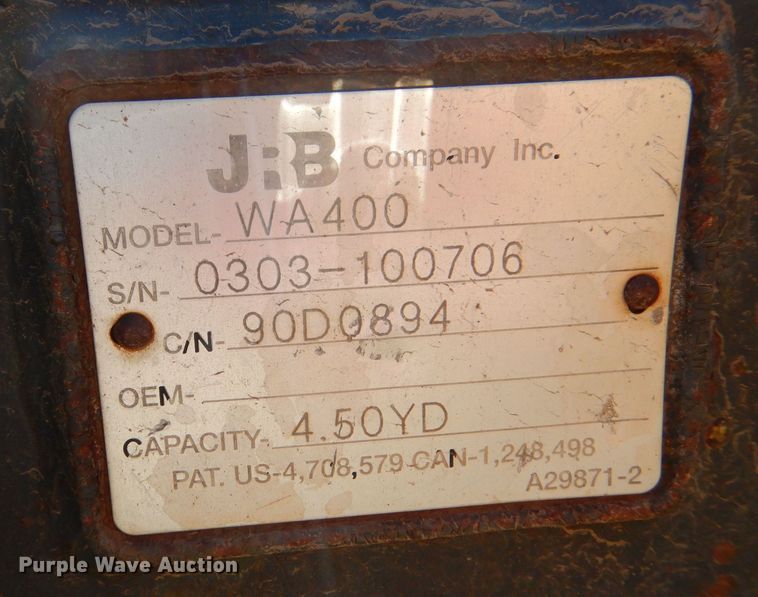 JRB Company Inc.
MODEL- WA400
S/N- 0303-100706
C/N- 90D0894
OEM-
CAPACITY- 4.50YD
PAT. US-4,708,579 CAN-1,248,498
A29871-2
Purple Wave Auction